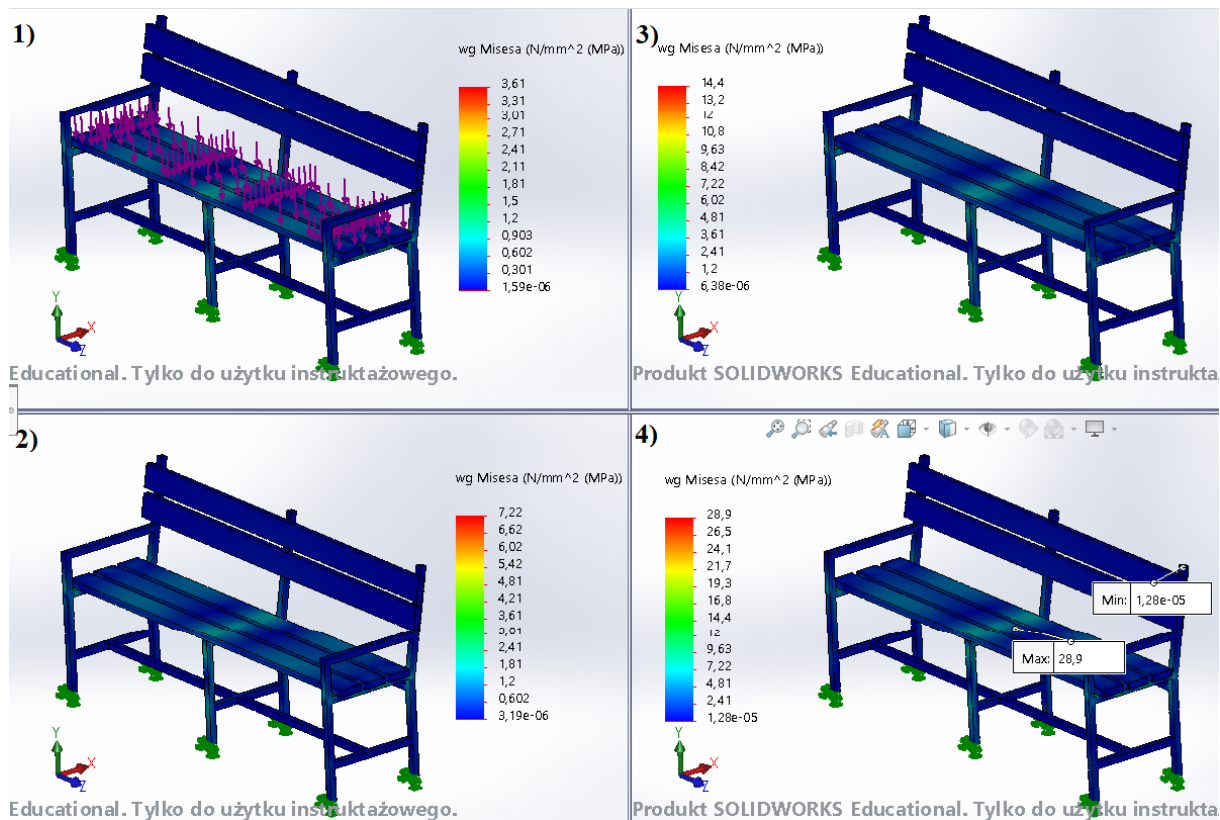 1)
wg Misesa (N/mm^2 (MPa))
3,61
3,31
3,01
2,71
2,41
2,11
1,81
1,5
1,2
0,903
0,602
0,301
1,59e-06
Y
X
Z
Educational. Tylko do użytku instruktażowego.
3)
wg Misesa (N/mm^2 (MPa))
14,4
13,2
12
10,8
9,63
8,42
7,22
6,02
4,81
3,61
2,41
1,2
6,38e-06
Y
X
Z
Produkt SOLIDWORKS Educational. Tylko do użytku instrukta
2)
wg Misesa (N/mm^2 (MPa))
7,22
6,62
6,02
5,42
4,81
4,21
3,61
3,01
2,41
1,81
1,2
0,602
3,19e-06
Y
X
Z
Educational. Tylko do użytku instruktażowego.
4)
wg Misesa (N/mm^2 (MPa))
28,9
26,5
24,1
21,7
19,3
16,8
14,4
12
9,63
7,22
4,81
2,41
1,28e-05
Min: 1,28e-05
Max: 28,9
Y
X
Z
Produkt SOLIDWORKS Educational. Tylko do użytku instrukta